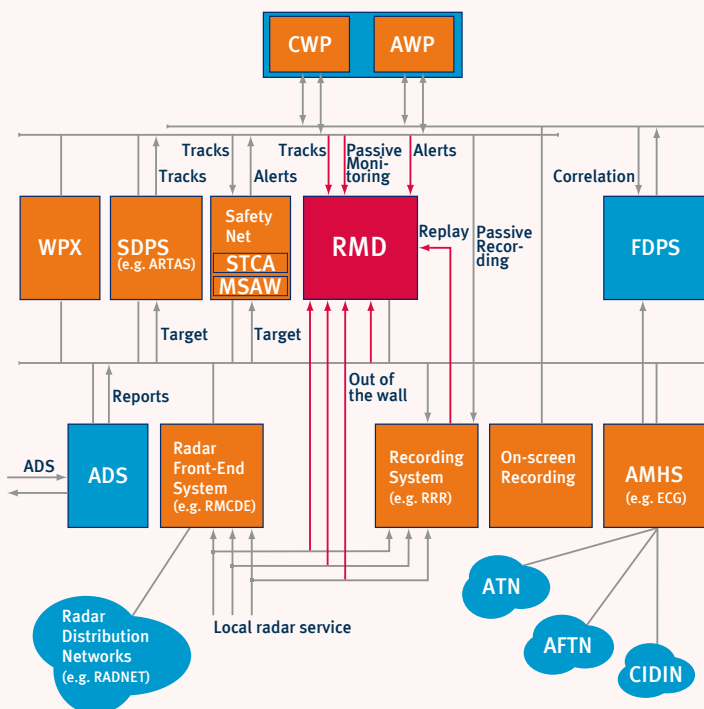 CWP
AWP
Tracks
Alerts
Tracks
Passive
Moni-
toring
Alerts
Tracks
Correlation
WPX
SDPS
(e.g. ARTAS)
Safety
Net
STCA
MSAW
RMD
Replay
Passive
Recor-
ding
FDPS
Target
Target
Out of
the wall
Reports
ADS
ADS
Radar
Front-End
System
(e.g. RMCDE)
Recording
System
(e.g. RRR)
On-screen
Recording
AMHS
(e.g. ECG)
Local radar service
Radar
Distribution
Networks
(e.g. RADNET)
ATN
AFTN
CIDIN